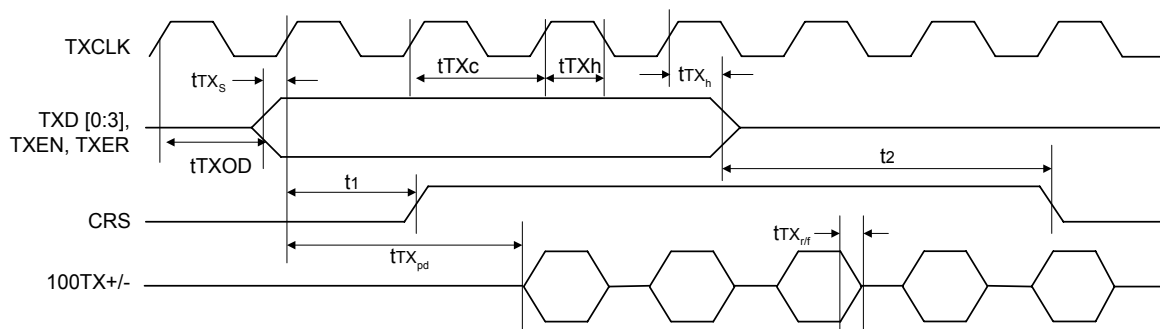 TXCLK
tTXs
tTXc
tTXh
tTXh
TXD [0:3],
TXEN, TXER
tTXOD
t1
t2
CRS
tTXpd
tTXr/f
100TX+/-